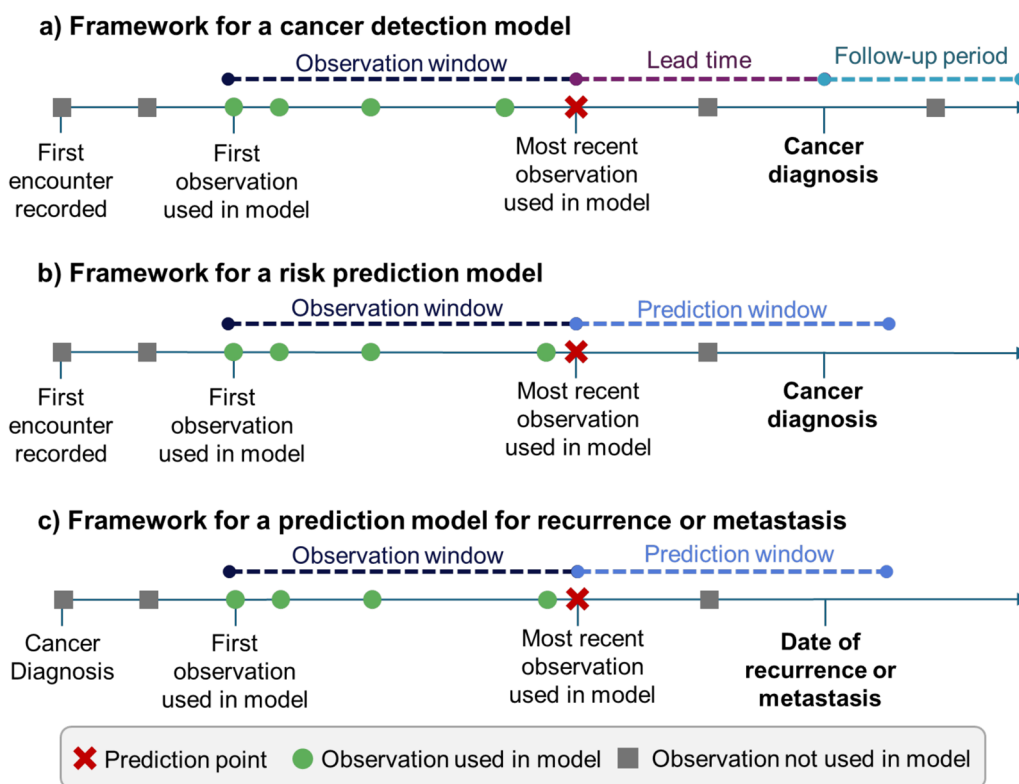 a) Framework for a cancer detection model
Observation window
Lead time
Follow-up period
First
encounter
recorded
First
observation
used in model
Most recent
observation
used in model
Cancer
diagnosis
b) Framework for a risk prediction model
Observation window
Prediction window
First
encounter
recorded
First
observation
used in model
Most recent
observation
used in model
Cancer
diagnosis
c) Framework for a prediction model for recurrence or metastasis
Observation window
Prediction window
Cancer
Diagnosis
First
observation
used in model
Most recent
observation
used in model
Date of
recurrence or
metastasis
Prediction point
Observation used in model
Observation not used in model